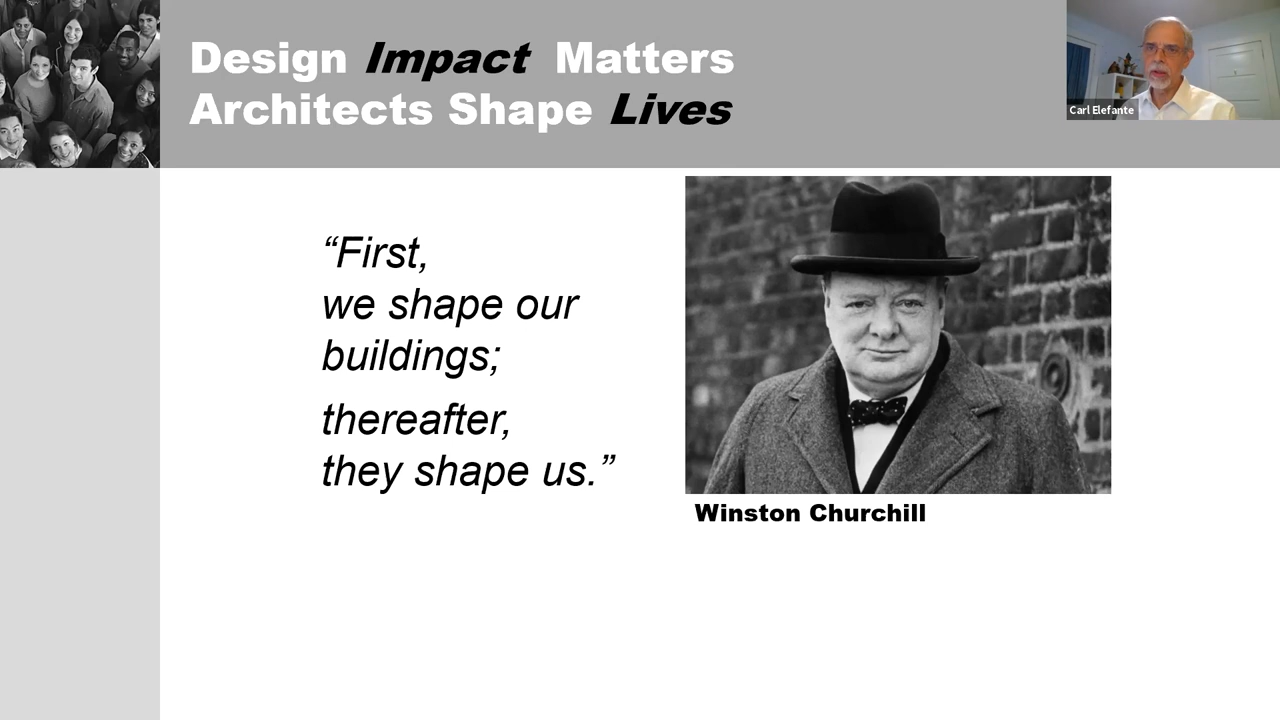 Design Impact Matters
Architects Shape Lives
Carl Elefante
“First,
we shape our
buildings;
thereafter,
they shape us.”
Winston Churchill